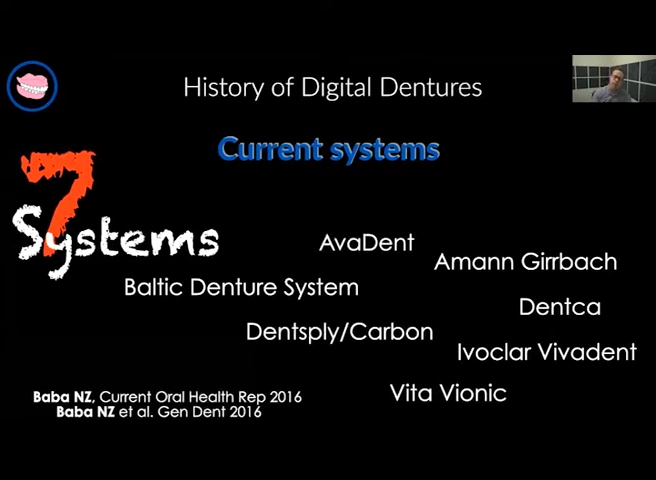 History of Digital Dentures
Current systems
7
Systems
AvaDent
Amann Girrbach
Baltic Denture System
Dentca
Dentsply/Carbon
Ivoclar Vivadent
Vita Vionic
Baba NZ, Current Oral Health Rep 2016
Baba NZ et al. Gen Dent 2016